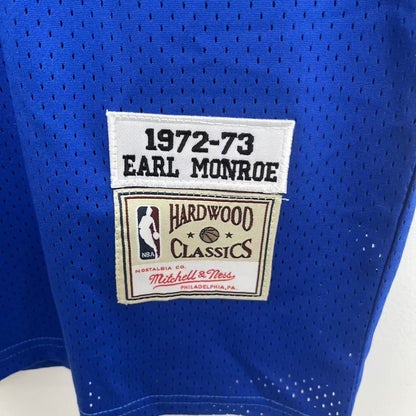 1972-73
EARL MONROE
HARDWOOD
CLASSICS
NBA
NOSTALGIA CO.
Mitchell & Ness
PHILADELPHIA, PA.